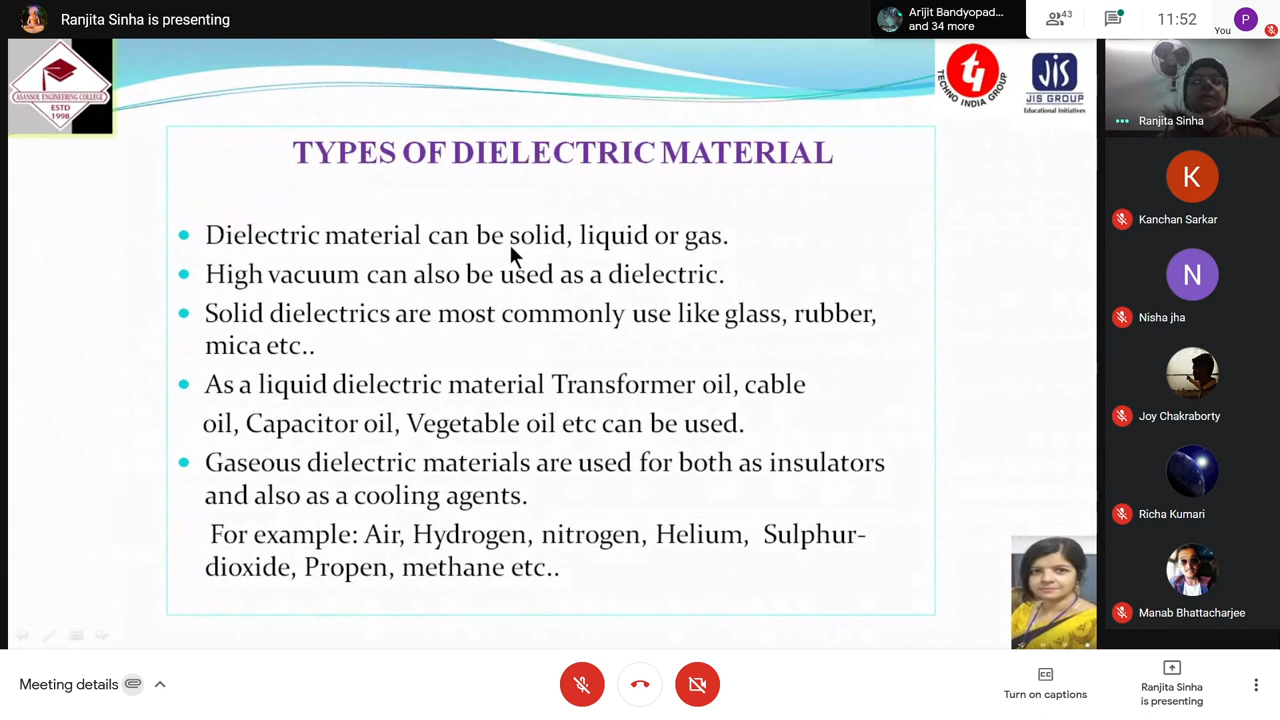 Ranjita Sinha is presenting
Arijit Bandyopad...
and 34 more
43
11:52
You
P
ASANSOL ENGINEERING COLLEGE
ESTD
1998
TECHNO INDIA GROUP
JIS
JIS GROUP
Educational Initiatives
TYPES OF DIELECTRIC MATERIAL
Dielectric material can be solid, liquid or gas.
High vacuum can also be used as a dielectric.
Solid dielectrics are most commonly use like glass, rubber,
mica etc..
As a liquid dielectric material Transformer oil, cable
oil, Capacitor oil, Vegetable oil etc can be used.
Gaseous dielectric materials are used for both as insulators
and also as a cooling agents.
For example: Air, Hydrogen, nitrogen, Helium, Sulphur-
dioxide, Propen, methane etc..
Ranjita Sinha
K
Kanchan Sarkar
N
Nisha jha
Joy Chakraborty
Richa Kumari
Manab Bhattacharjee
Meeting details
Turn on captions
Ranjita Sinha
is presenting